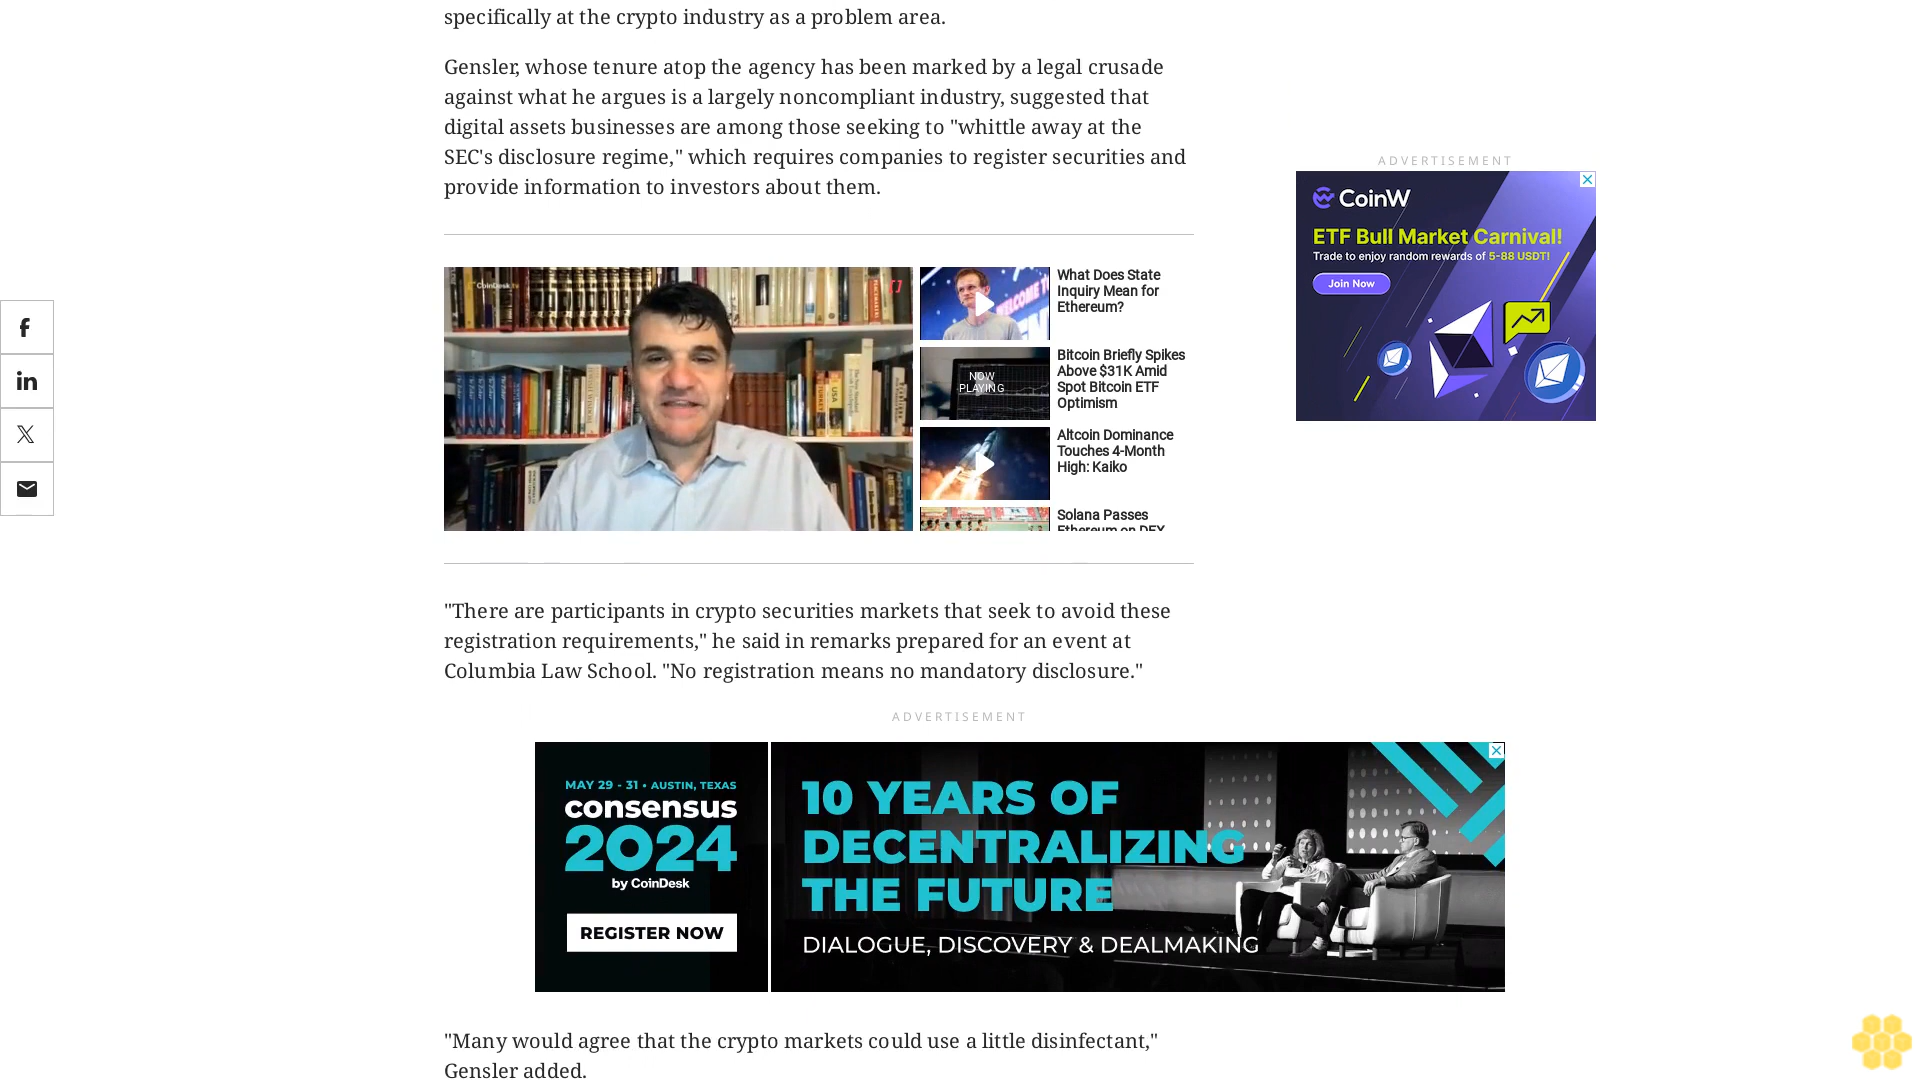 specifically at the crypto industry as a problem area.
Gensler, whose tenure atop the agency has been marked by a legal crusade
against what he argues is a largely noncompliant industry, suggested that
digital assets businesses are among those seeking to "whittle away at the
SEC's disclosure regime," which requires companies to register securities and
provide information to investors about them.
ADVERTISEMENT
CoinW
ETF Bull Market Carnival!
Trade to enjoy random rewards of 5-88 USDT!
Join Now
CoinDesk tv
WELCOME TO
What Does State
Inquiry Mean for
Ethereum?
NOW
PLAYING
Bitcoin Briefly Spikes
Above $31K Amid
Spot Bitcoin ETF
Optimism
Altcoin Dominance
Touches 4-Month
High: Kaiko
Solana Passes
Ethereum on DEX
"There are participants in crypto securities markets that seek to avoid these
registration requirements," he said in remarks prepared for an event at
Columbia Law School. "No registration means no mandatory disclosure."
ADVERTISEMENT
MAY 29 - 31 • AUSTIN, TEXAS
consensus
2024
by CoinDesk
REGISTER NOW
10 YEARS OF
DECENTRALIZING
THE FUTURE
DIALOGUE, DISCOVERY & DEALMAKING
"Many would agree that the crypto markets could use a little disinfectant,"
Gensler added.